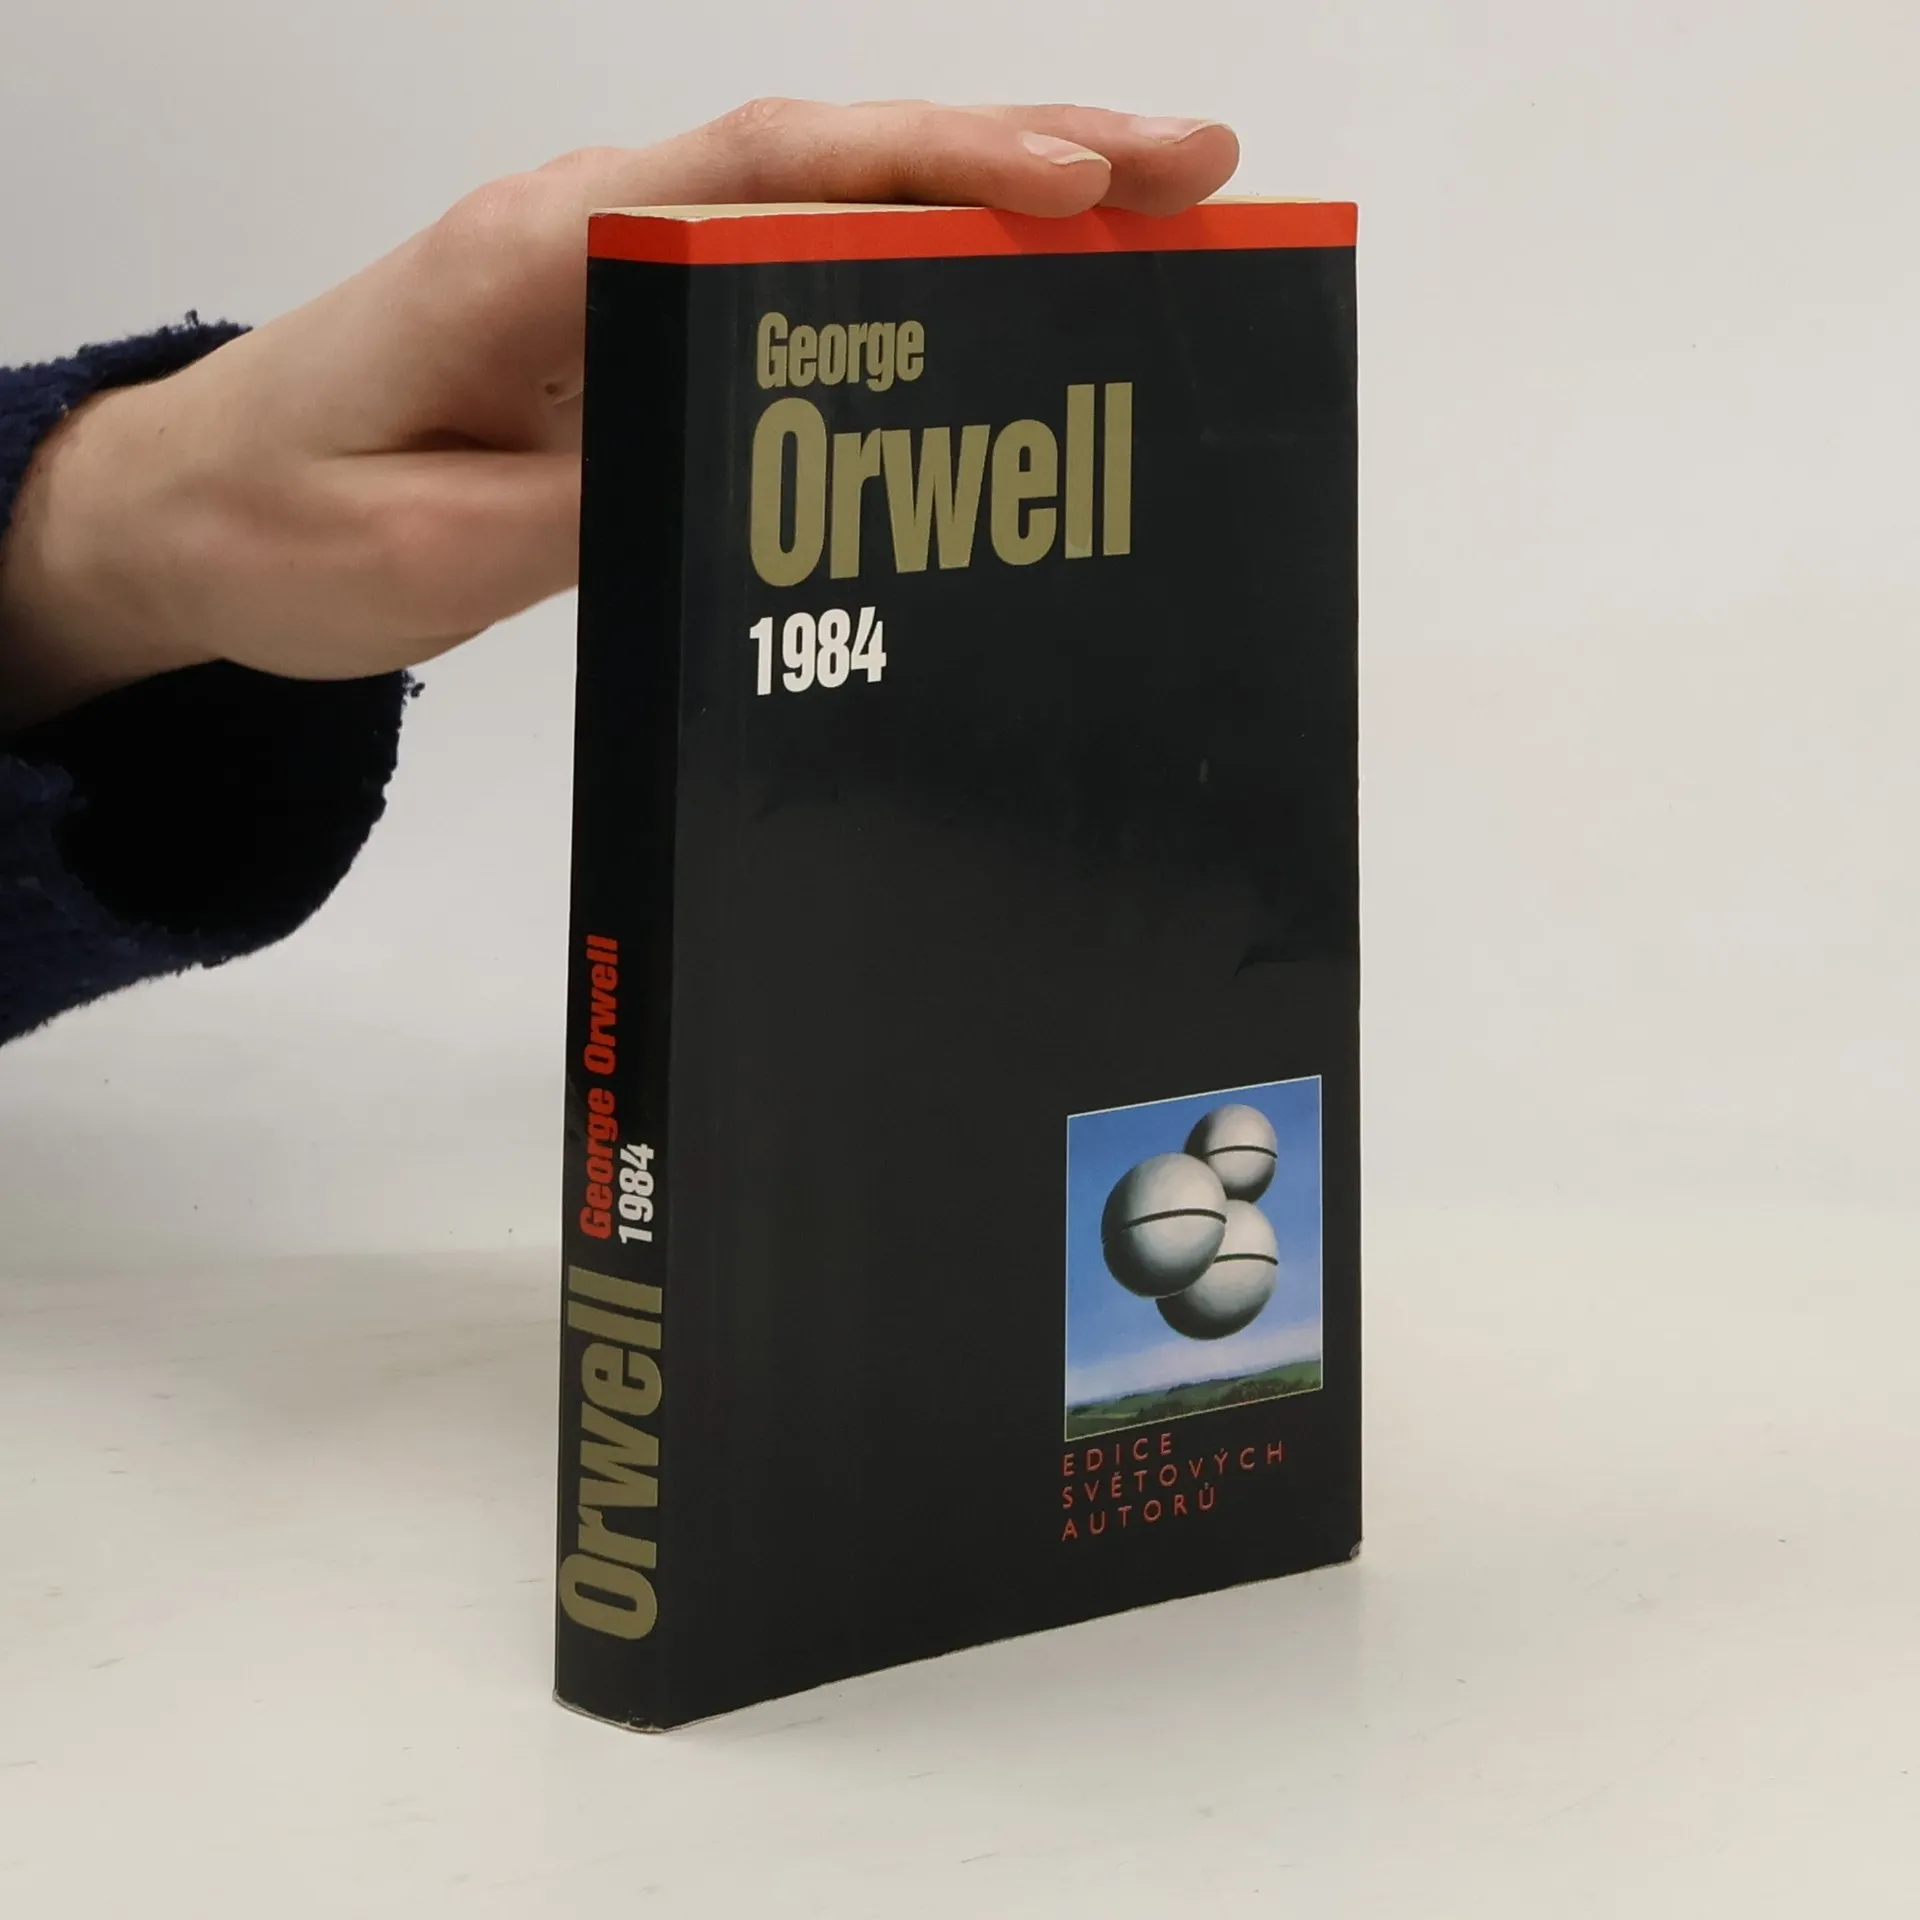 George
Orwell
1984
EDICE
SVĚTOVÝCH
AUTORŮ
George Orwell
1984
Orwell